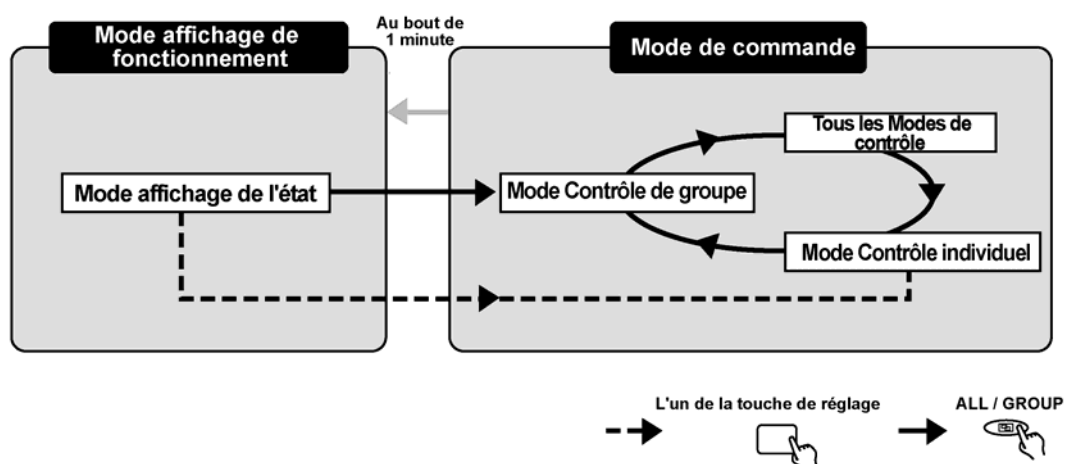 Mode affichage de
fonctionnement
Au bout de
1 minute
Mode de commande
Tous les Modes de
contrôle
Mode affichage de l'état
Mode Contrôle de groupe
Mode Contrôle individuel
L'un de la touche de réglage
ALL / GROUP